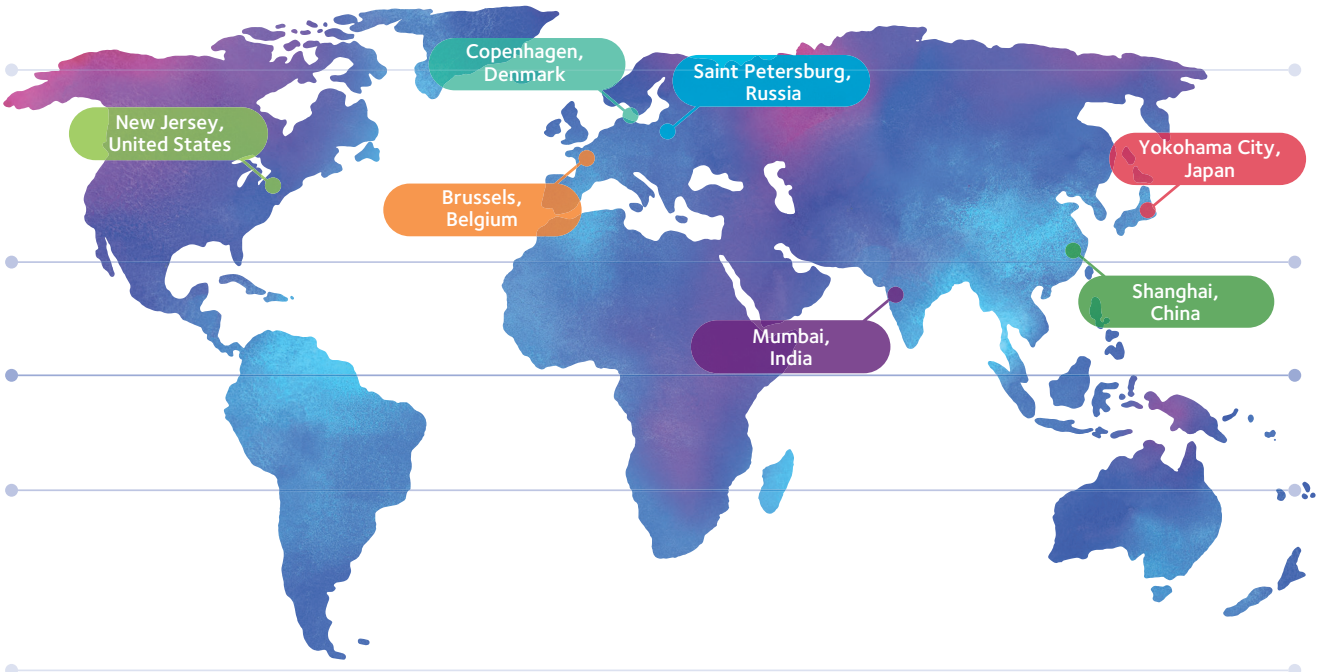 Copenhagen,
Denmark
Saint Petersburg,
Russia
New Jersey,
United States
Yokohama City,
Japan
Brussels,
Belgium
Shanghai,
China
Mumbai,
India